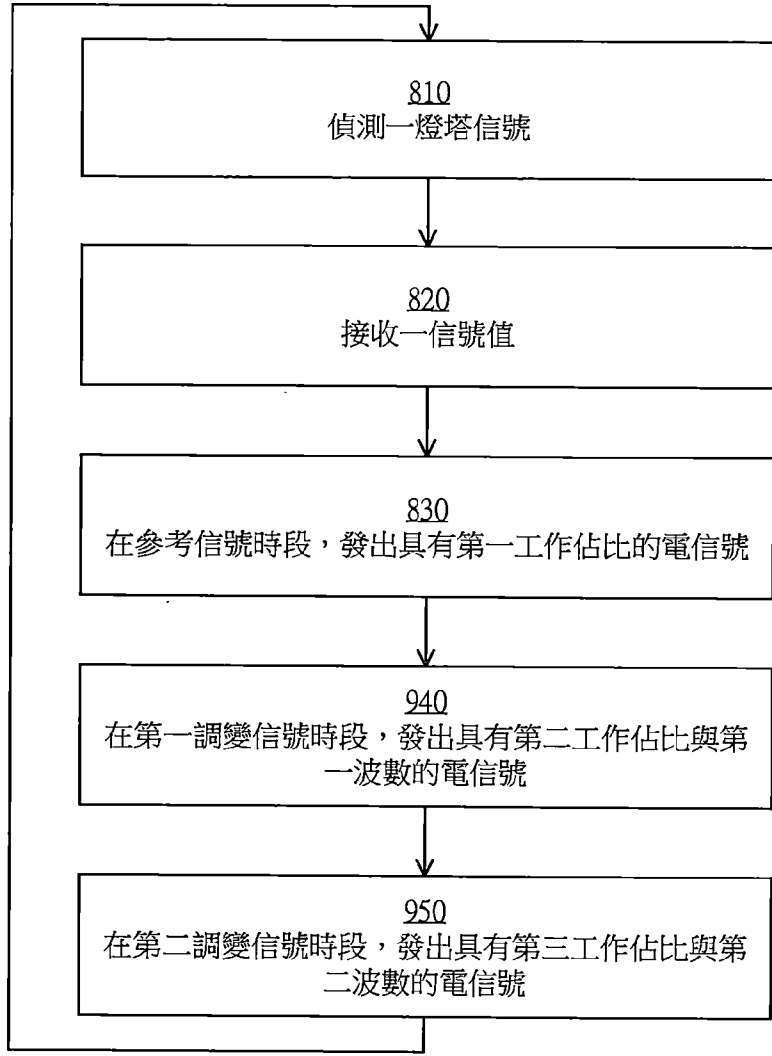 810
偵測一燈塔信號
820
接收一信號值
830
在參考信號時段，發出具有第一工作佔比的電信號
940
在第一調變信號時段，發出具有第二工作佔比與第
一波數的電信號
950
在第二調變信號時段，發出具有第三工作佔比與第
二波數的電信號